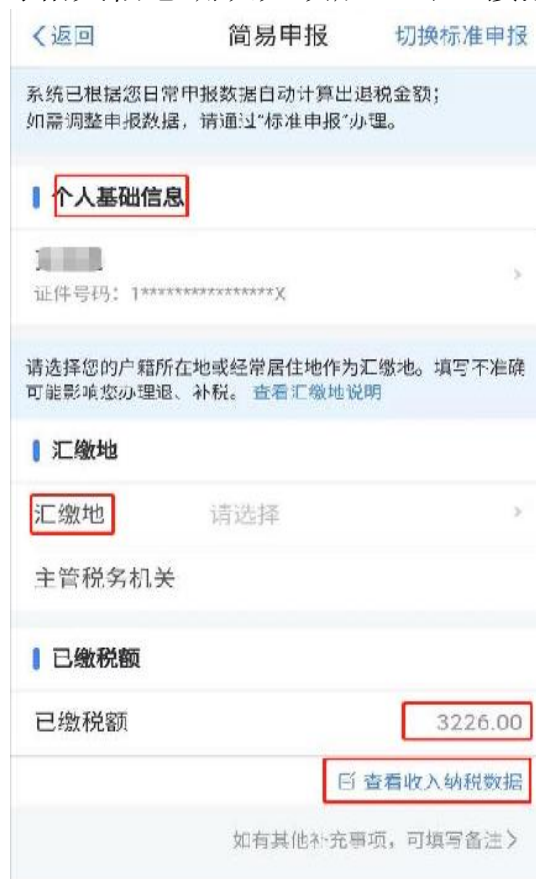 返回
简易申报
切换标准申报
系统已根据您日常申报数据自动计算出退税金额；
如需调整申报数据，请通过“标准申报”办理。
个人基础信息
证件号码：1****************X
请选择您的户籍所在地或经常居住地作为汇缴地。填写不准确
可能影响您办理退、补税。 查看汇缴地说明
汇缴地
汇缴地 请选择
主管税务机关
已缴税额
已缴税额 3226.00
查看收入纳税数据
如有其他补充事项，可填写备注